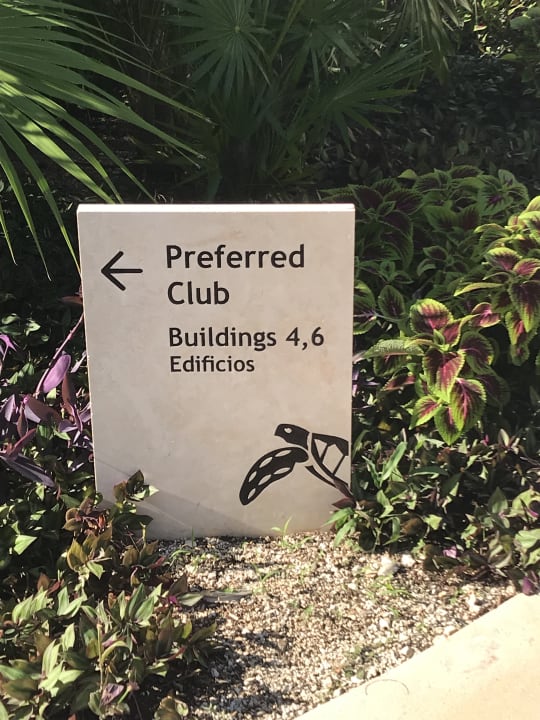 ← Preferred
Club
Buildings 4,6
Edificios